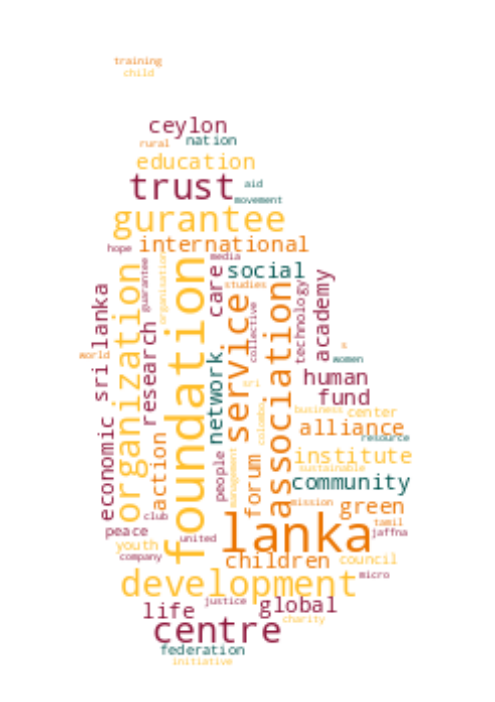 training
child
ceylon
rural nation
education
trust aid
movement
gurantee
hope international
media
social
guarantee
organisation
care
studies
sri lanka
organization
foundation
service
association
technology
academy
research
collective
world
s
women
network
sri
human
fund
business center
colombo
alliance
resource
economic
action
people
management
forum
institute
sustainable
community
mission green
club
tamil
peace
lanka
jaffna
youth
united
company
children council
development micro
life justice global
charity
centre
federation
initiative